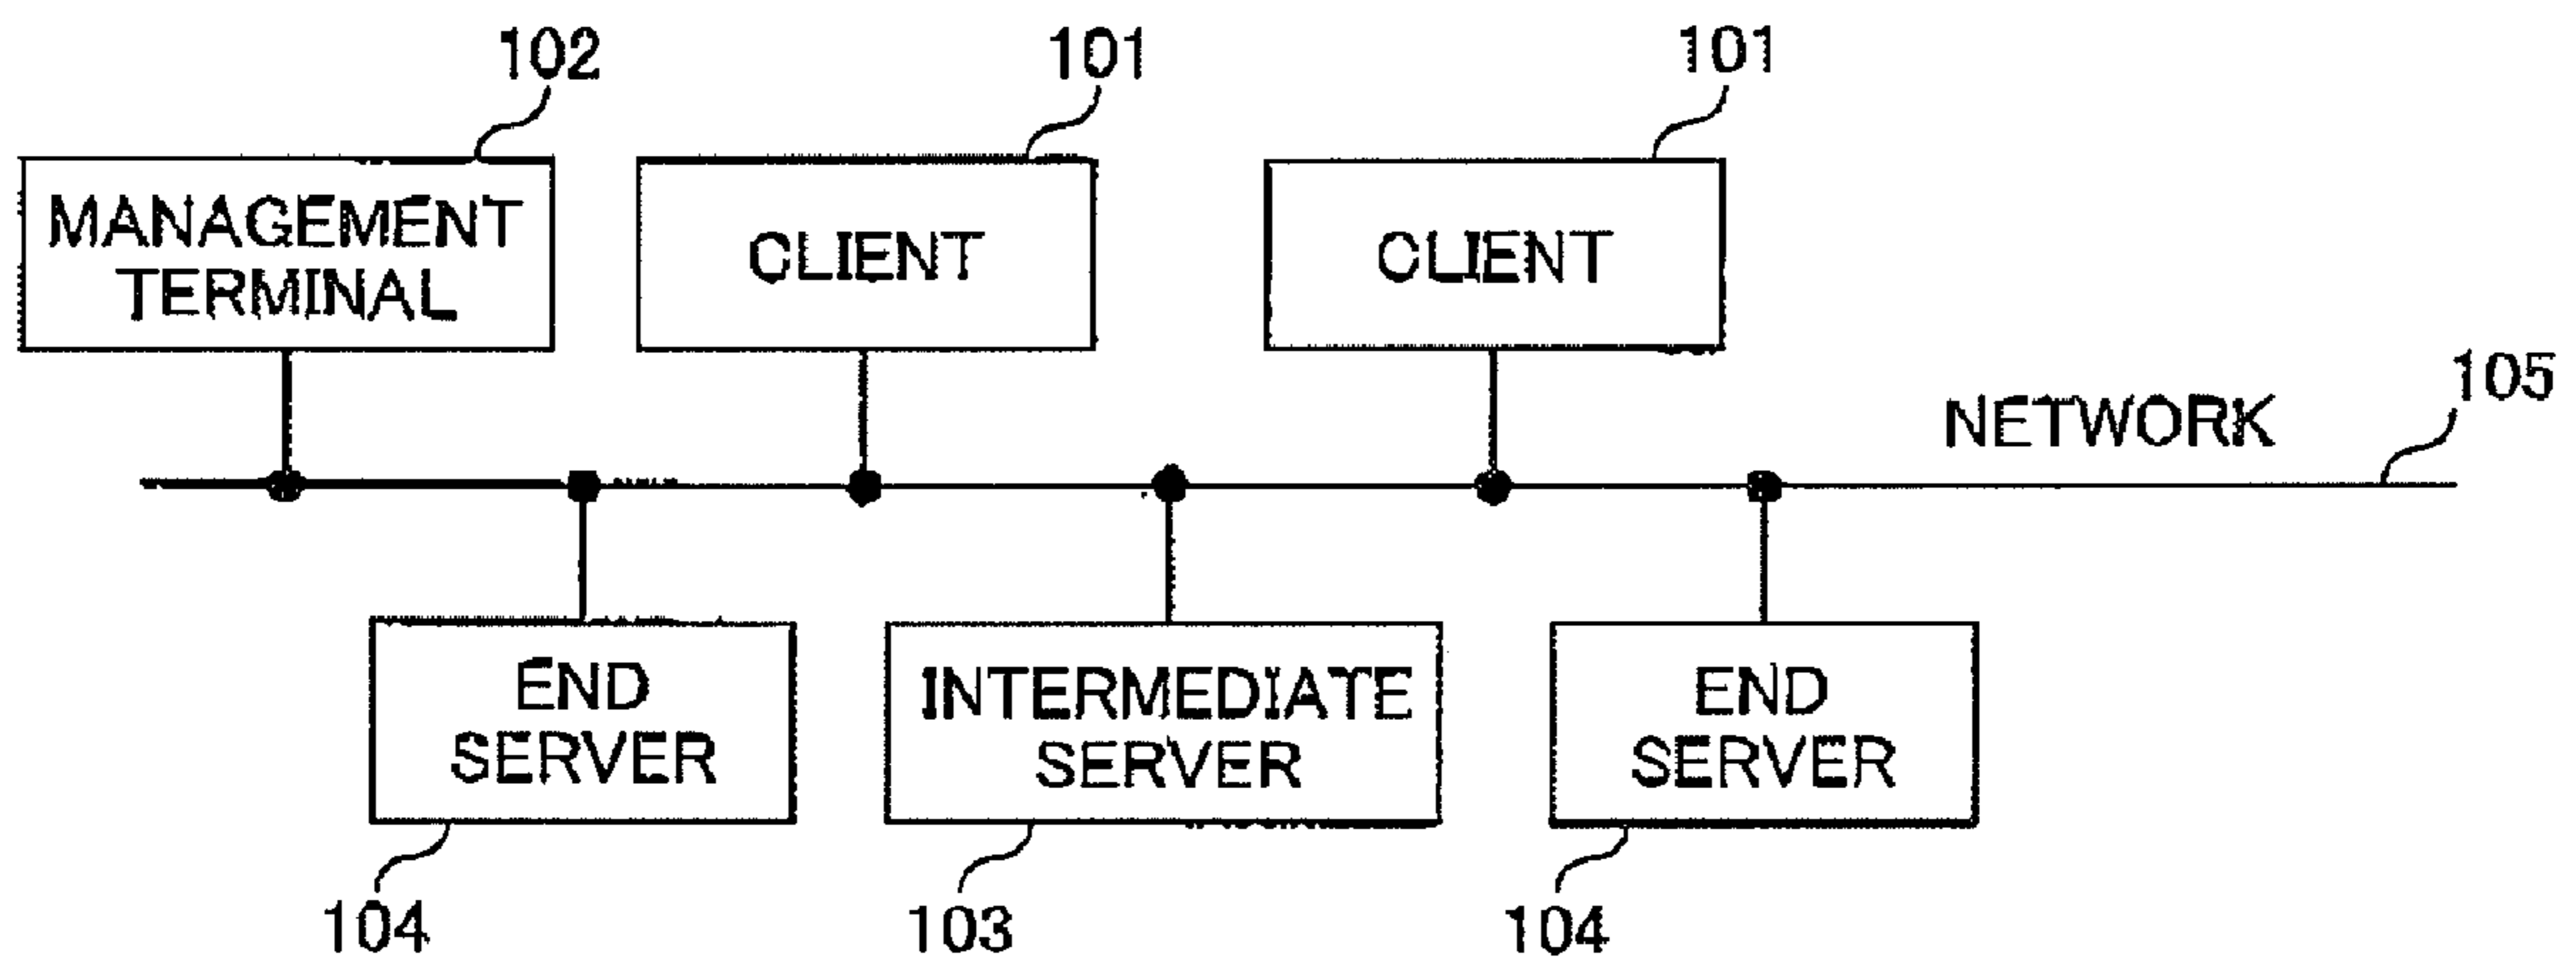 102
101
101
MANAGEMENT
TERMINAL
CLIENT
CLIENT
105
NETWORK
END
SERVER
INTERMEDIATE
SERVER
END
SERVER
104
103
104